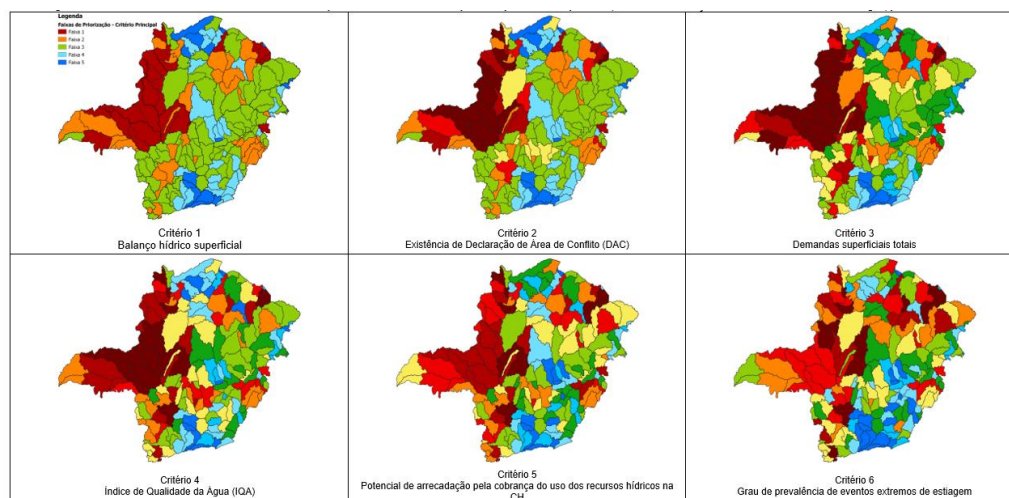 Legenda
Faixas de Priorização - Critério Principal
Faixa 1
Faixa 2
Faixa 3
Faixa 4
Faixa 5
Critério 1
Balanço hídrico superficial
Critério 2
Existência de Declaração de Área de Conflito (DAC)
Critério 3
Demandas superficiais totais
Critério 4
Índice de Qualidade da Água (IQA)
Critério 5
Potencial de arrecadação pela cobrança do uso dos recursos hídricos na
CH
Critério 6
Grau de prevalência de eventos extremos de estiagem